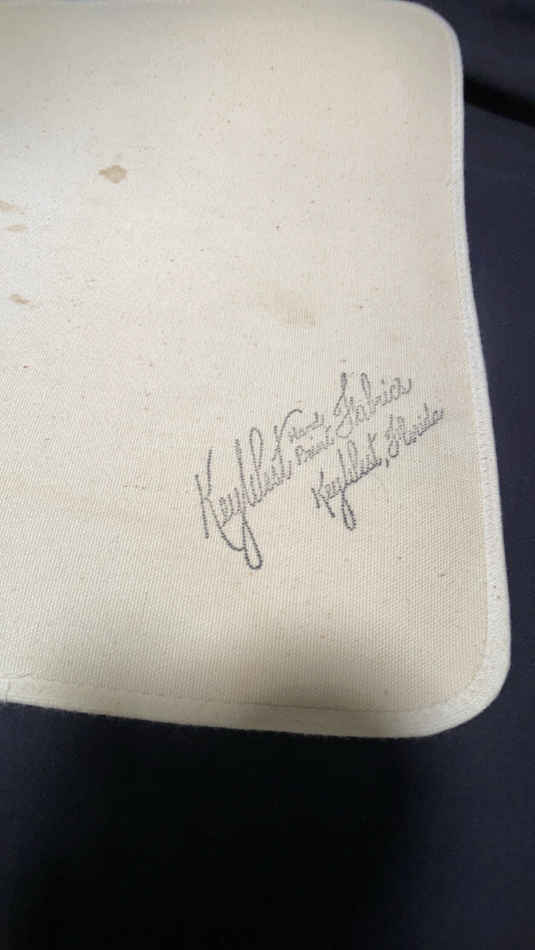 Key West Hand Print Fabrics
Key West, Florida